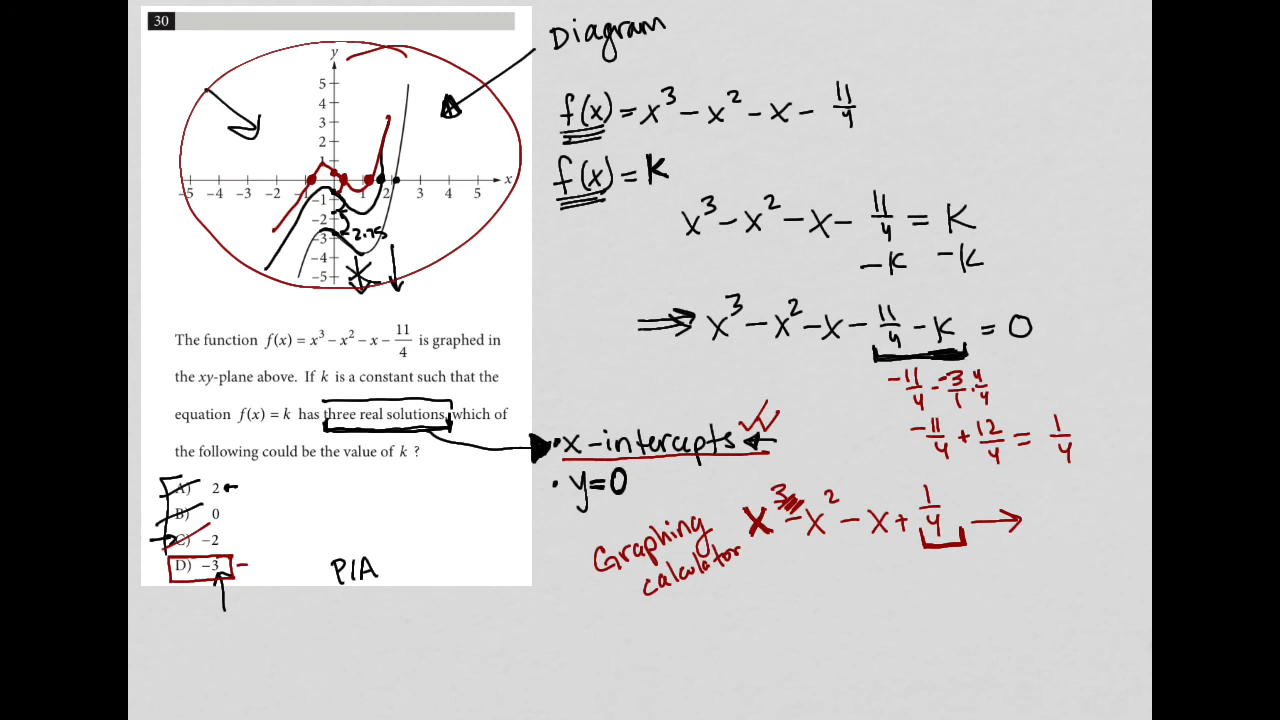 30
y
5
4
3
2
1
-5 -4 -3 -2 1 2 3 4 5 x
-1
-2
-3
-4
-5
-2.75
The function f(x) = x³ − x² − x − 11/4 is graphed in
the xy-plane above. If k is a constant such that the
equation f(x) = k has three real solutions, which of
the following could be the value of k ?
A) 2
B) 0
C) −2
D) −3
PIA
Diagram
f(x) = x³ − x² − x − 11/4
f(x) = k
x³ − x² − x − 11/4 = K
−k −k
⇒ x³ − x² − x − 11/4 − k = 0
−11/4 − −3/1 · 4/4
−11/4 + 12/4 = 1/4
• x-intercepts
• y=0
Graphing calculator
x³ − x² − x + 1/4 →